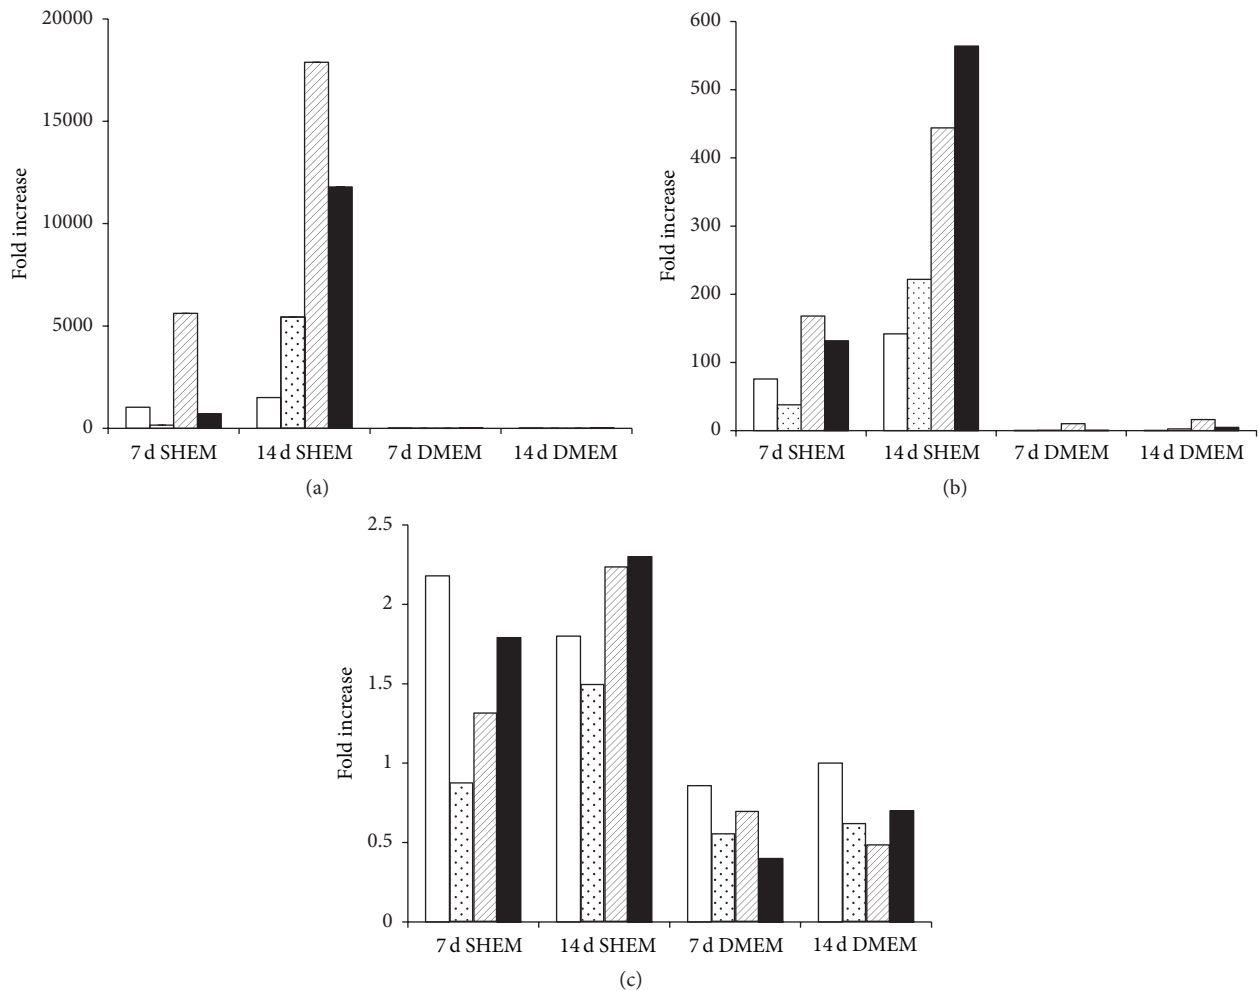 20000
15000
10000
5000
0
Fold increase
7 d SHEM 14 d SHEM 7 d DMEM 14 d DMEM
(a)
600
500
400
300
200
100
0
Fold increase
7 d SHEM 14 d SHEM 7 d DMEM 14 d DMEM
(b)
2.5
2
1.5
1
0.5
0
Fold increase
7 d SHEM 14 d SHEM 7 d DMEM 14 d DMEM
(c)